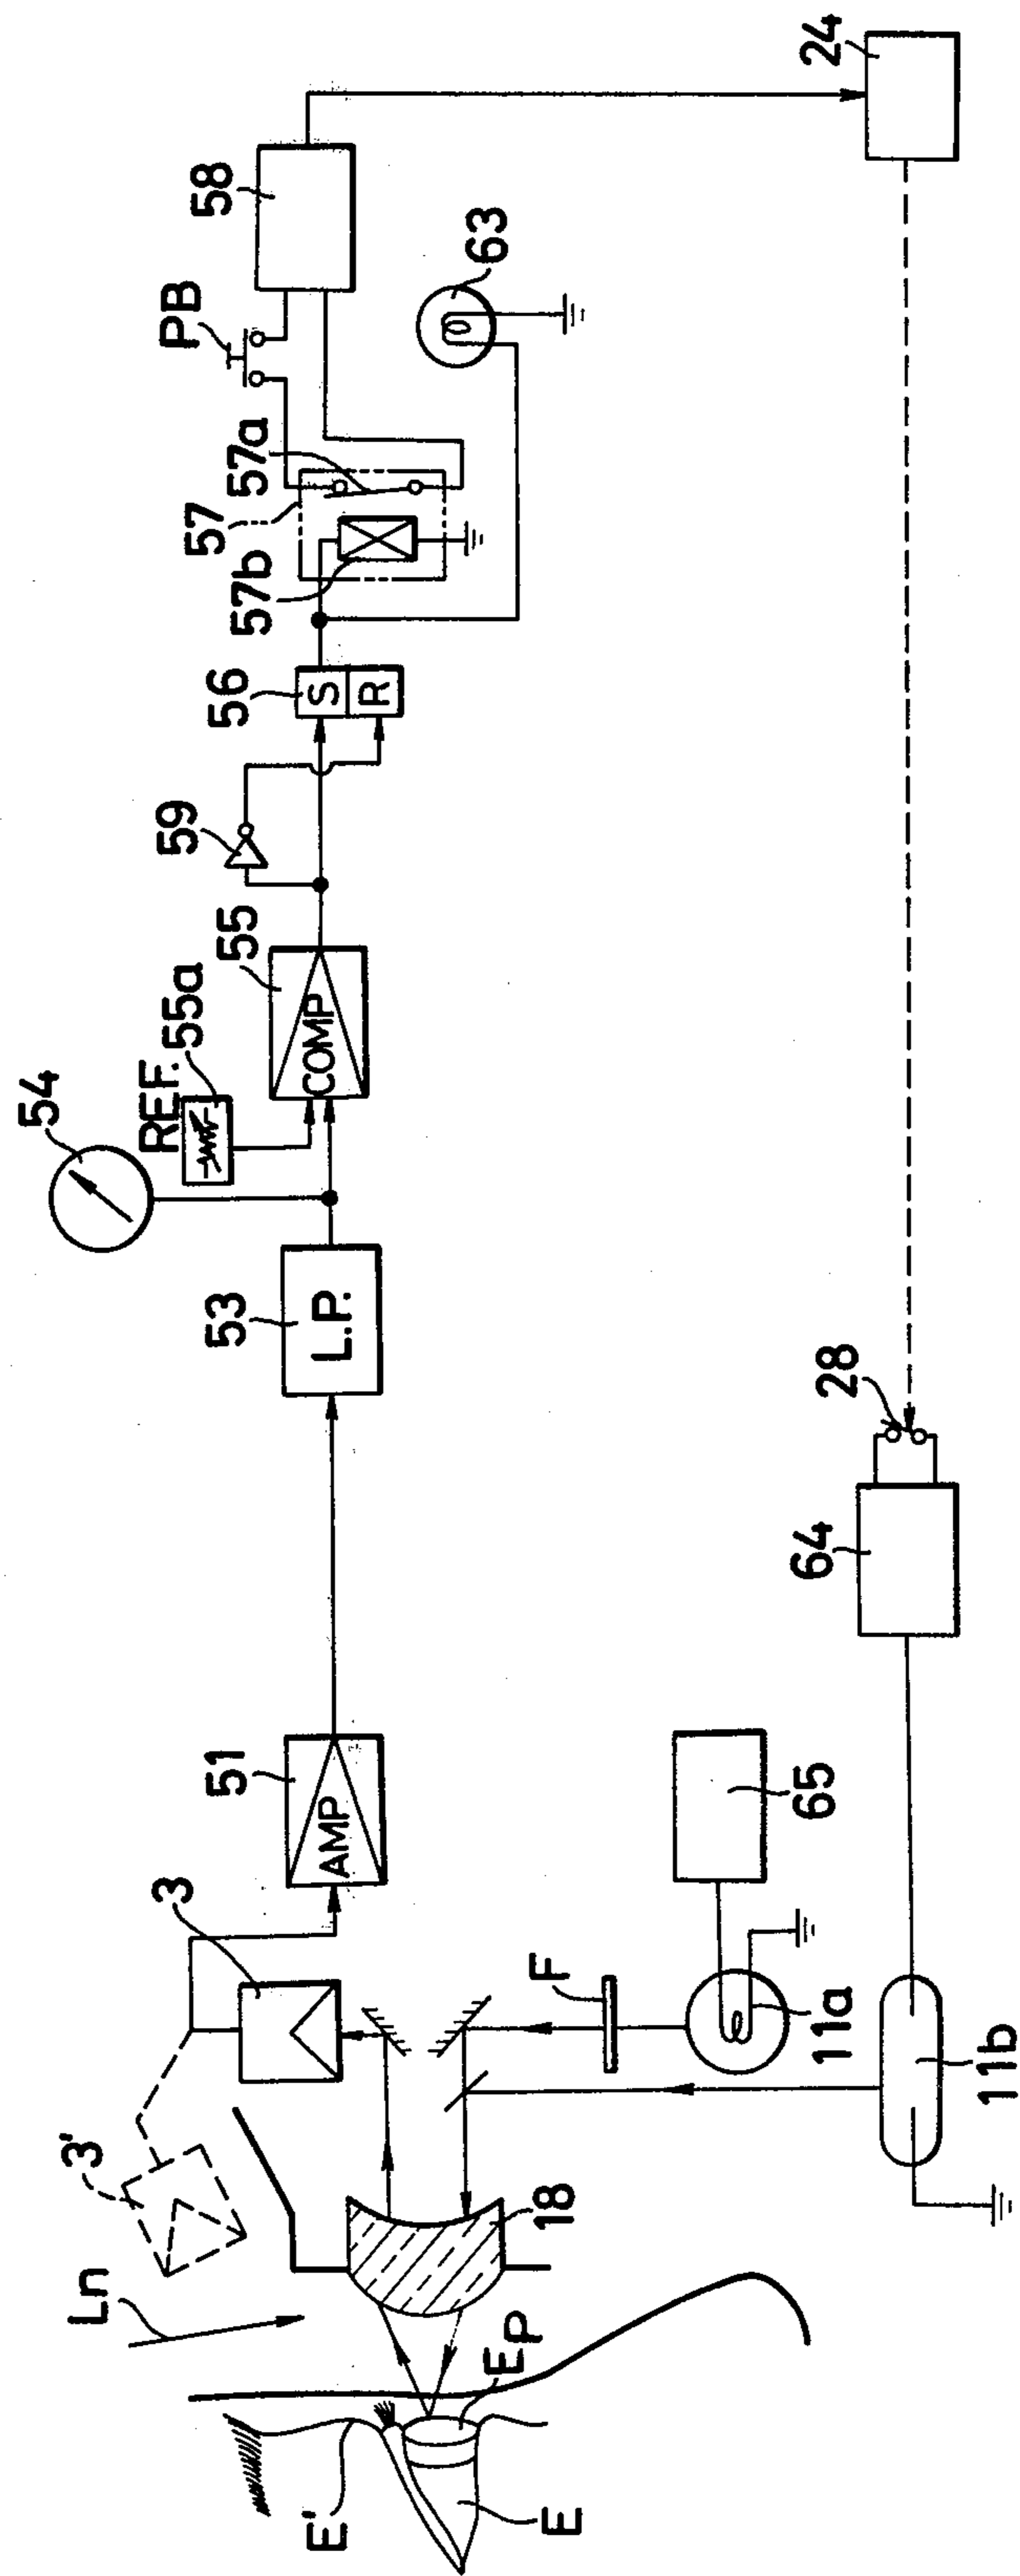 24
58
63
PB
57a
57
57b
56
S
R
59
55
COMP
REF.
55a
54
53
L.P.
51
AMP
28
64
65
3
F
11a
11b
3'
Ln
18
Ep
E'
E